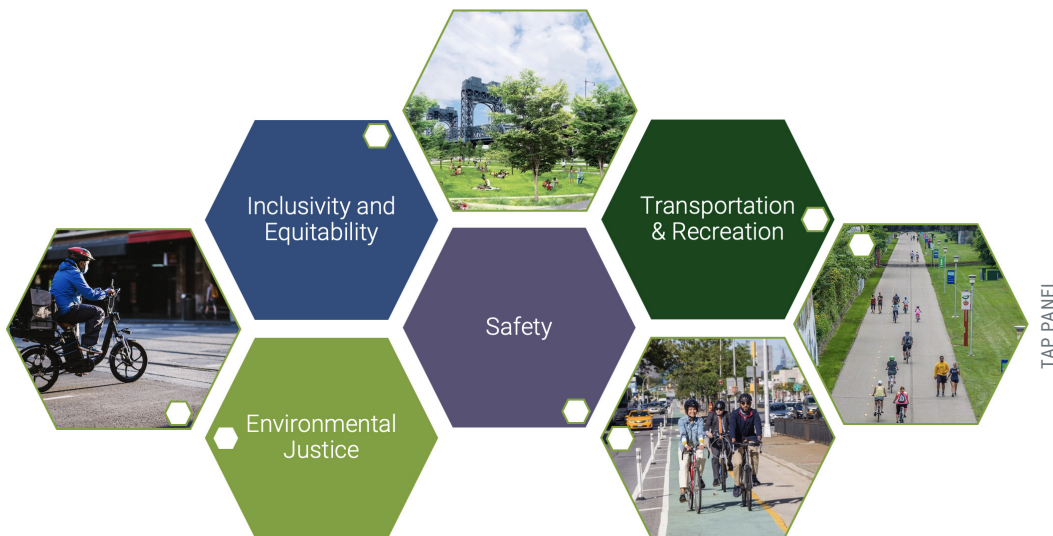 Inclusivity and
Equitability
Transportation
& Recreation
Safety
Environmental
Justice
TAP PANEL